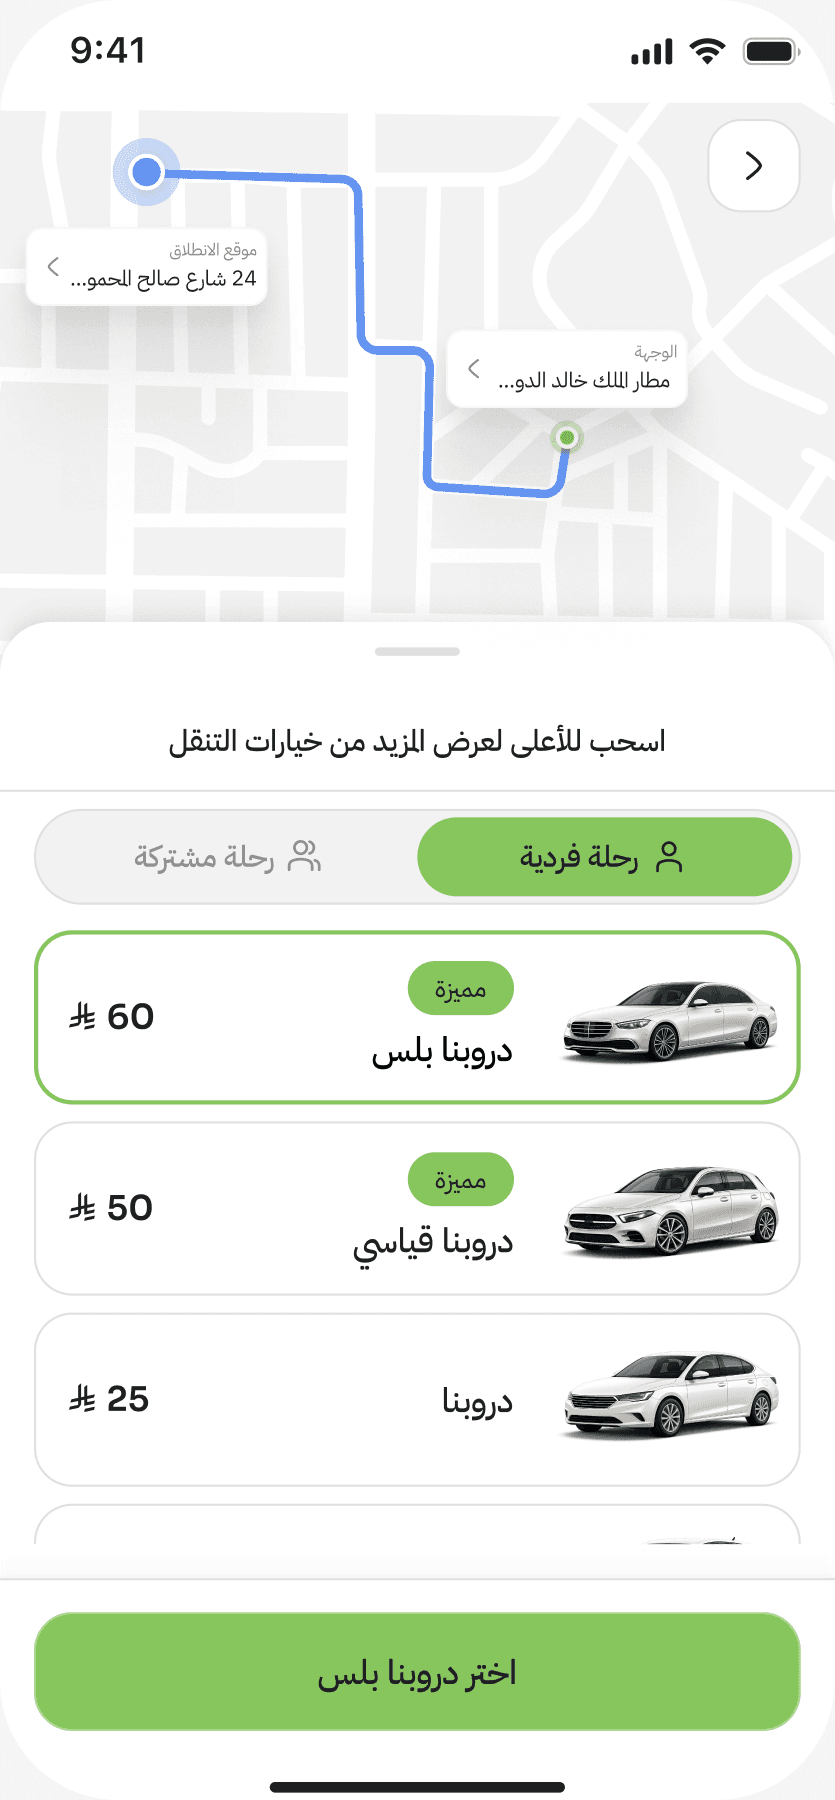 9:41
موقع الانطلاق
24 شارع صالح المحمو...
الوجهة
مطار الملك خالد الدو...
اسحب للأعلى لعرض المزيد من خيارات التنقل
رحلة فردية
رحلة مشتركة
مميزة
دروبنا بلس
60 ⃁
مميزة
دروبنا قياسي
50 ⃁
دروبنا
25 ⃁
اختر دروبنا بلس